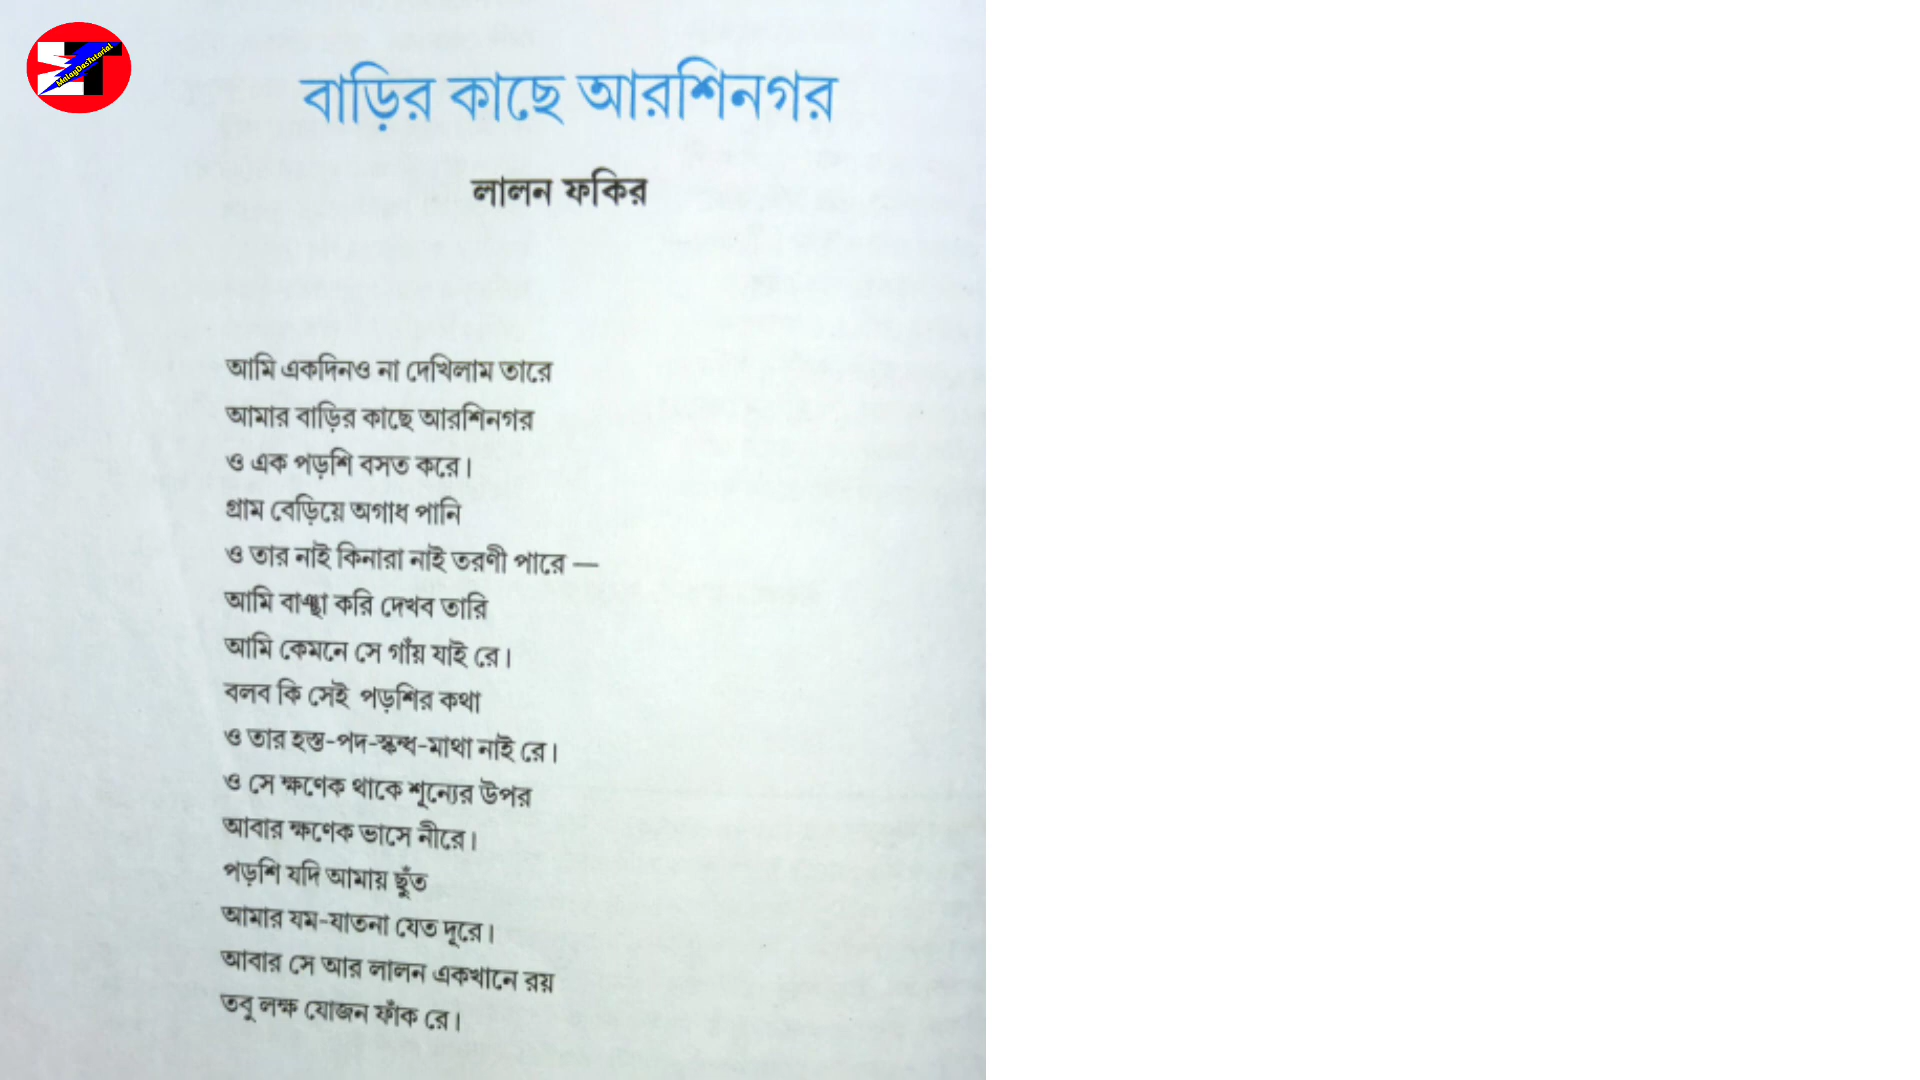 MalayDasTutorial
বাড়ির কাছে আরশিনগর
লালন ফকির
আমি একদিনও না দেখিলাম তারে
আমার বাড়ির কাছে আরশিনগর
ও এক পড়শি বসত করে।
গ্রাম বেড়িয়ে অগাধ পানি
ও তার নাই কিনারা নাই তরণী পারে —
আমি বাঞ্ছা করি দেখব তারি
আমি কেমনে সে গাঁয় যাই রে।
বলব কি সেই পড়শির কথা
ও তার হস্ত-পদ-স্কন্ধ-মাথা নাই রে।
ও সে ক্ষণেক থাকে শূন্যের উপর
আবার ক্ষণেক ভাসে নীরে।
পড়শি যদি আমায় ছুঁত
আমার যম-যাতনা যেত দূরে।
আবার সে আর লালন একখানে রয়
তবু লক্ষ যোজন ফাঁক রে।